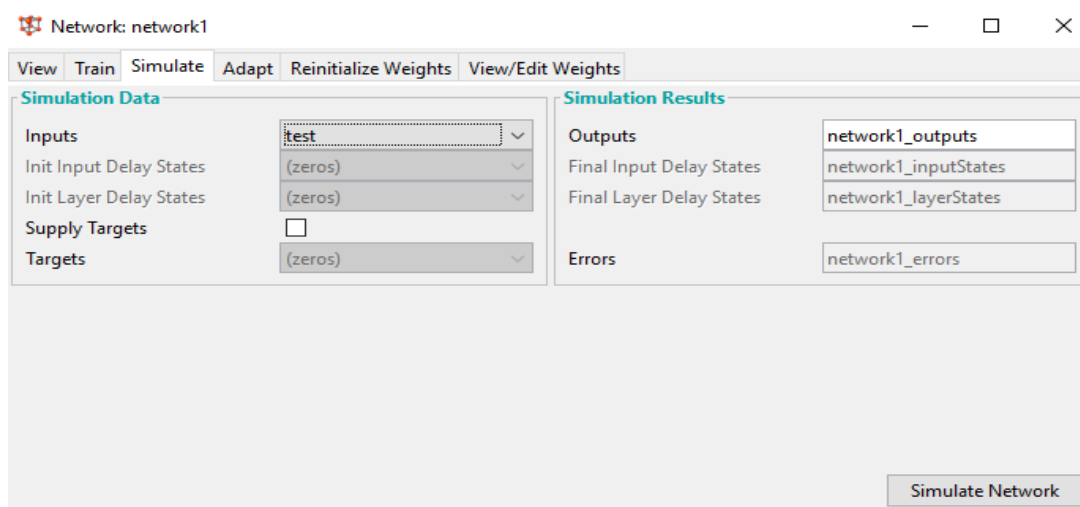 Network: network1
View Train Simulate Adapt Reinitialize Weights View/Edit Weights
Simulation Data
Inputs test
Init Input Delay States (zeros)
Init Layer Delay States (zeros)
Supply Targets
Targets (zeros)
Simulation Results
Outputs network1_outputs
Final Input Delay States network1_inputStates
Final Layer Delay States network1_layerStates
Errors network1_errors
Simulate Network